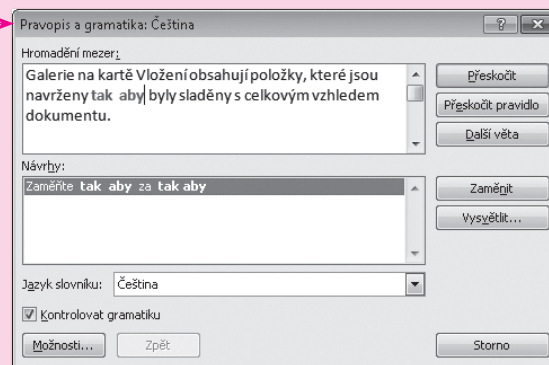 Pravopis a gramatika: Čeština
Hromadění mezer:
Galerie na kartě Vložení obsahují položky, které jsou
navrženy tak  aby byly sladěny s celkovým vzhledem
dokumentu.
Přeskočit
Přeskočit pravidlo
Další věta
Návrhy:
Zaměňte  tak  aby  za  tak aby
Zaměnit
Vysvětlit...
Jazyk slovníku:
Čeština
Kontrolovat gramatiku
Možnosti...
Zpět
Storno